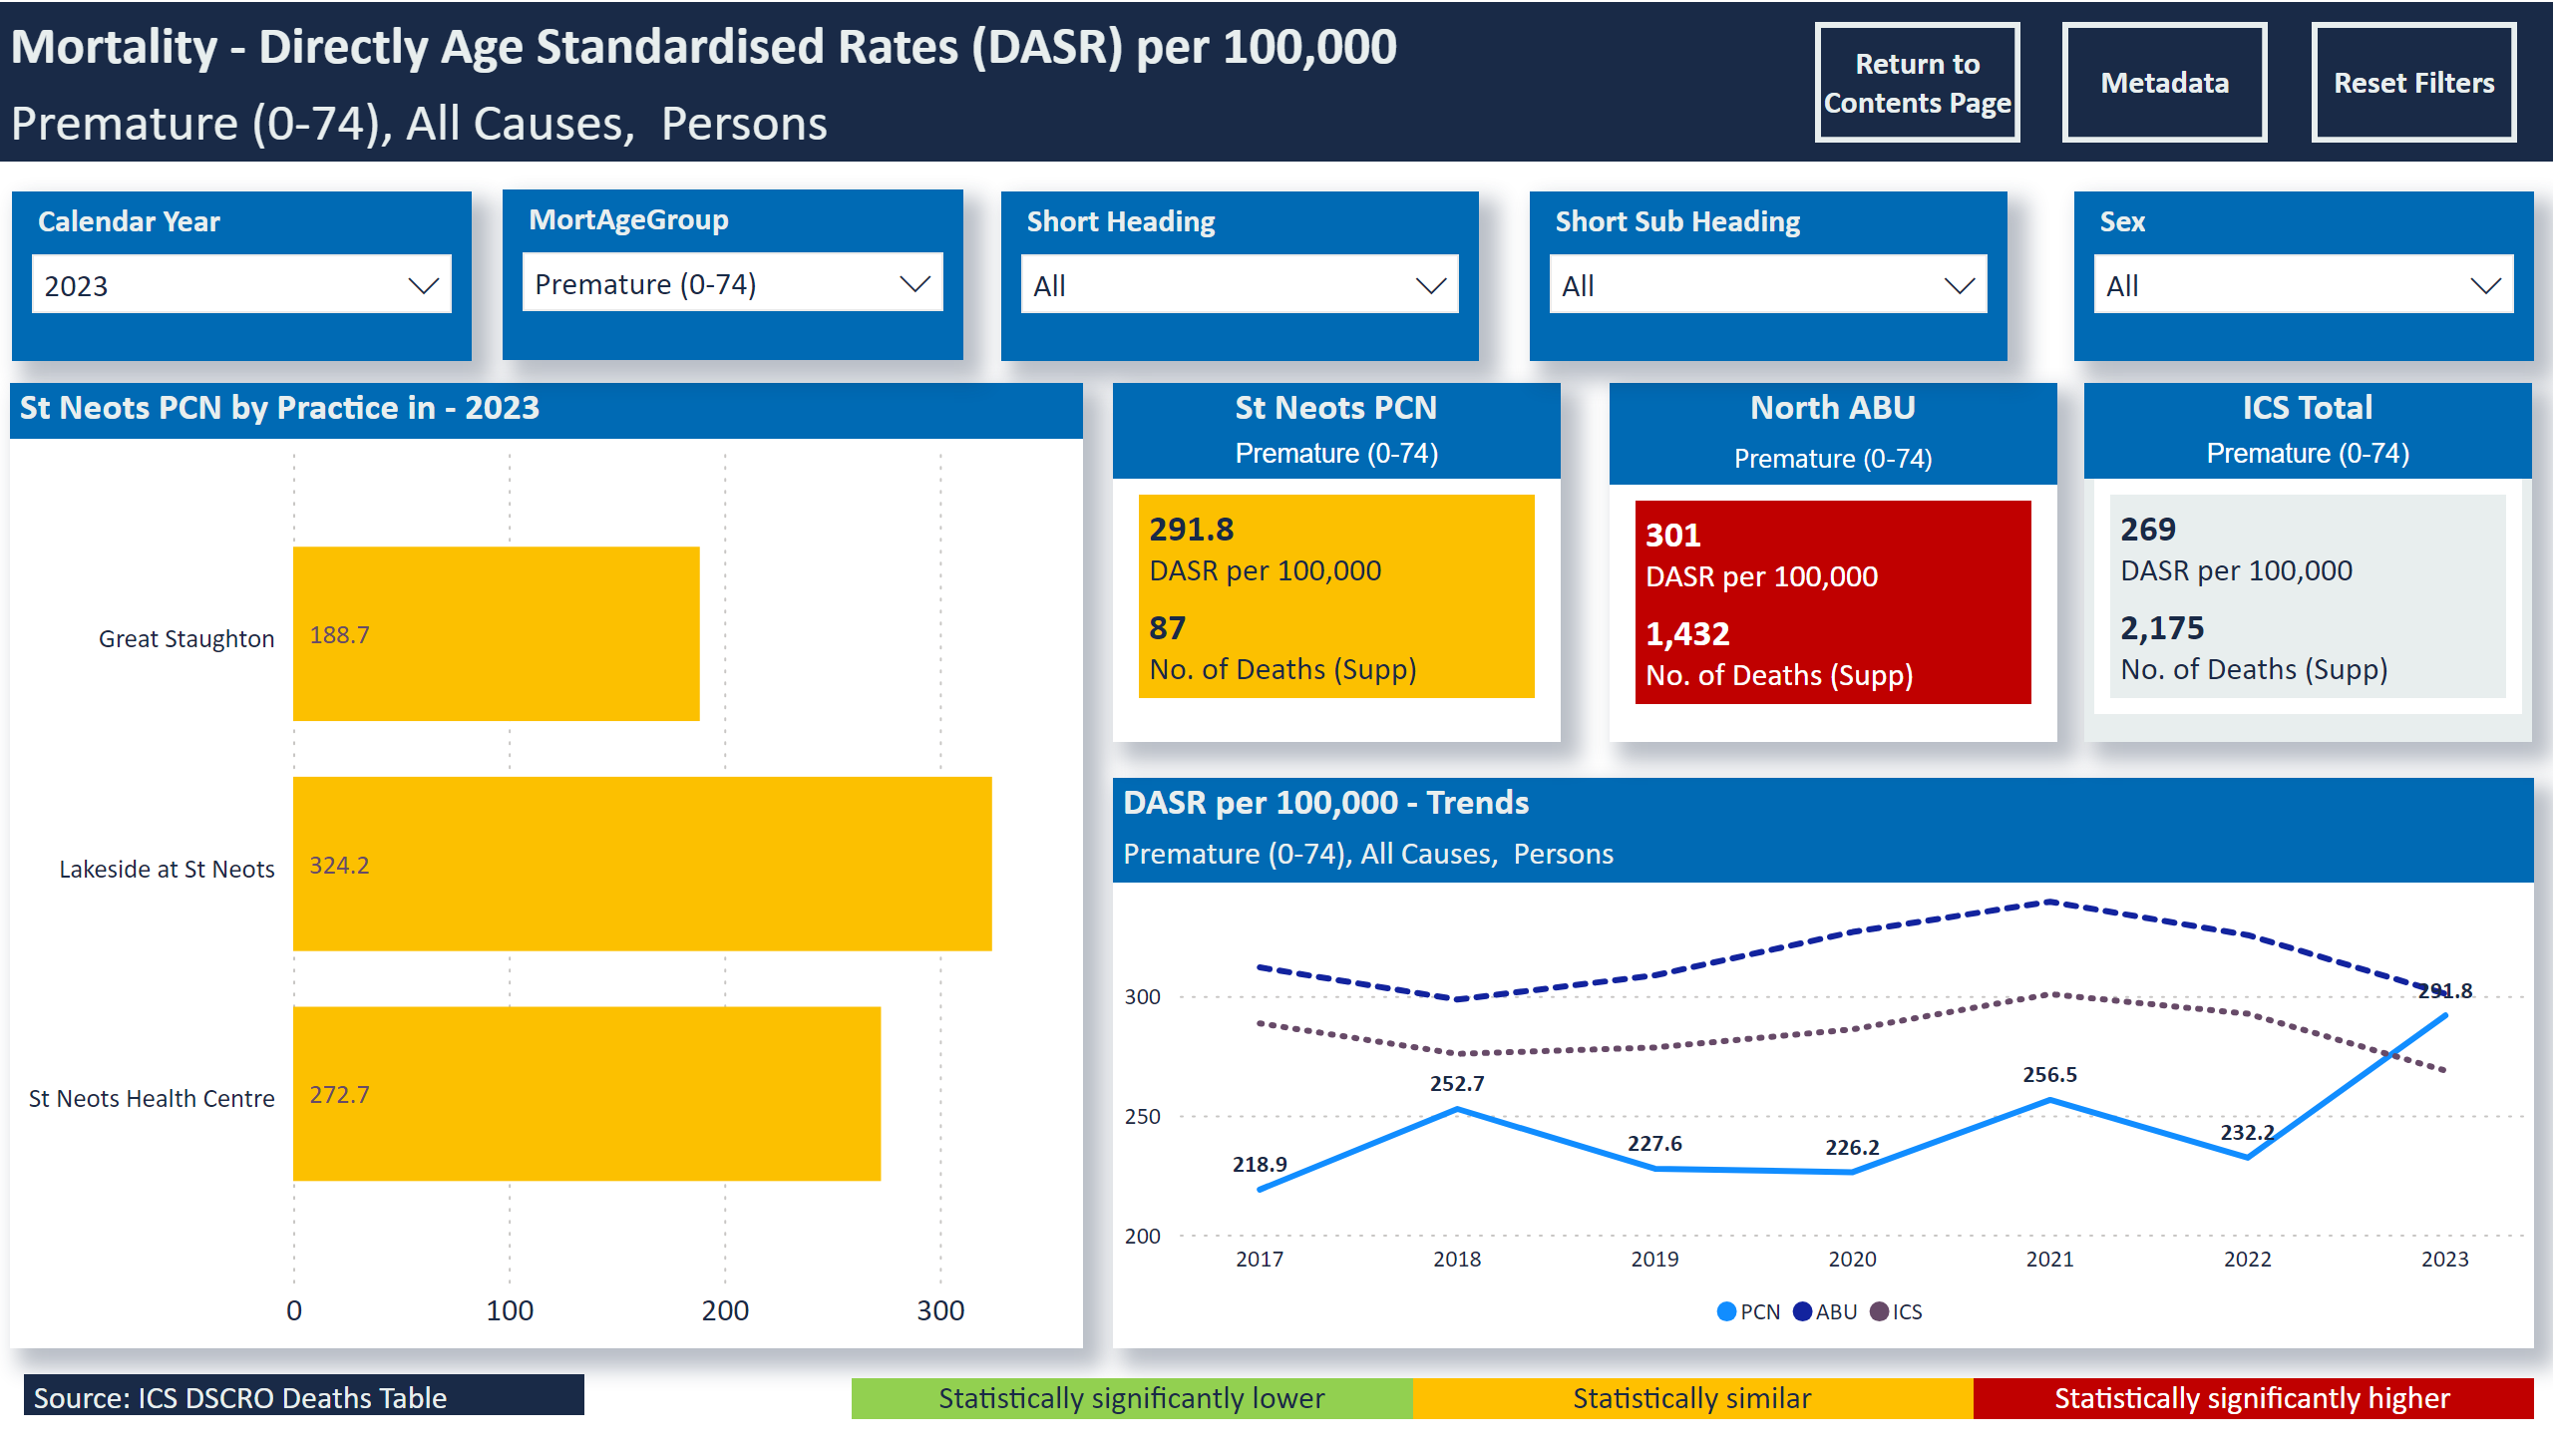 Mortality - Directly Age Standardised Rates (DASR) per 100,000
Premature (0-74), All Causes,  Persons
Return to
Contents Page
Metadata
Reset Filters
Calendar Year
2023
MortAgeGroup
Premature (0-74)
Short Heading
All
Short Sub Heading
All
Sex
All
St Neots PCN by Practice in - 2023
Great Staughton
188.7
Lakeside at St Neots
324.2
St Neots Health Centre
272.7
0
100
200
300
St Neots PCN
Premature (0-74)
291.8
DASR per 100,000
87
No. of Deaths (Supp)
North ABU
Premature (0-74)
301
DASR per 100,000
1,432
No. of Deaths (Supp)
ICS Total
Premature (0-74)
269
DASR per 100,000
2,175
No. of Deaths (Supp)
DASR per 100,000 - Trends
Premature (0-74), All Causes,  Persons
300
250
200
218.9
252.7
227.6
226.2
256.5
232.2
291.8
2017
2018
2019
2020
2021
2022
2023
PCN
ABU
ICS
Source: ICS DSCRO Deaths Table
Statistically significantly lower
Statistically similar
Statistically significantly higher